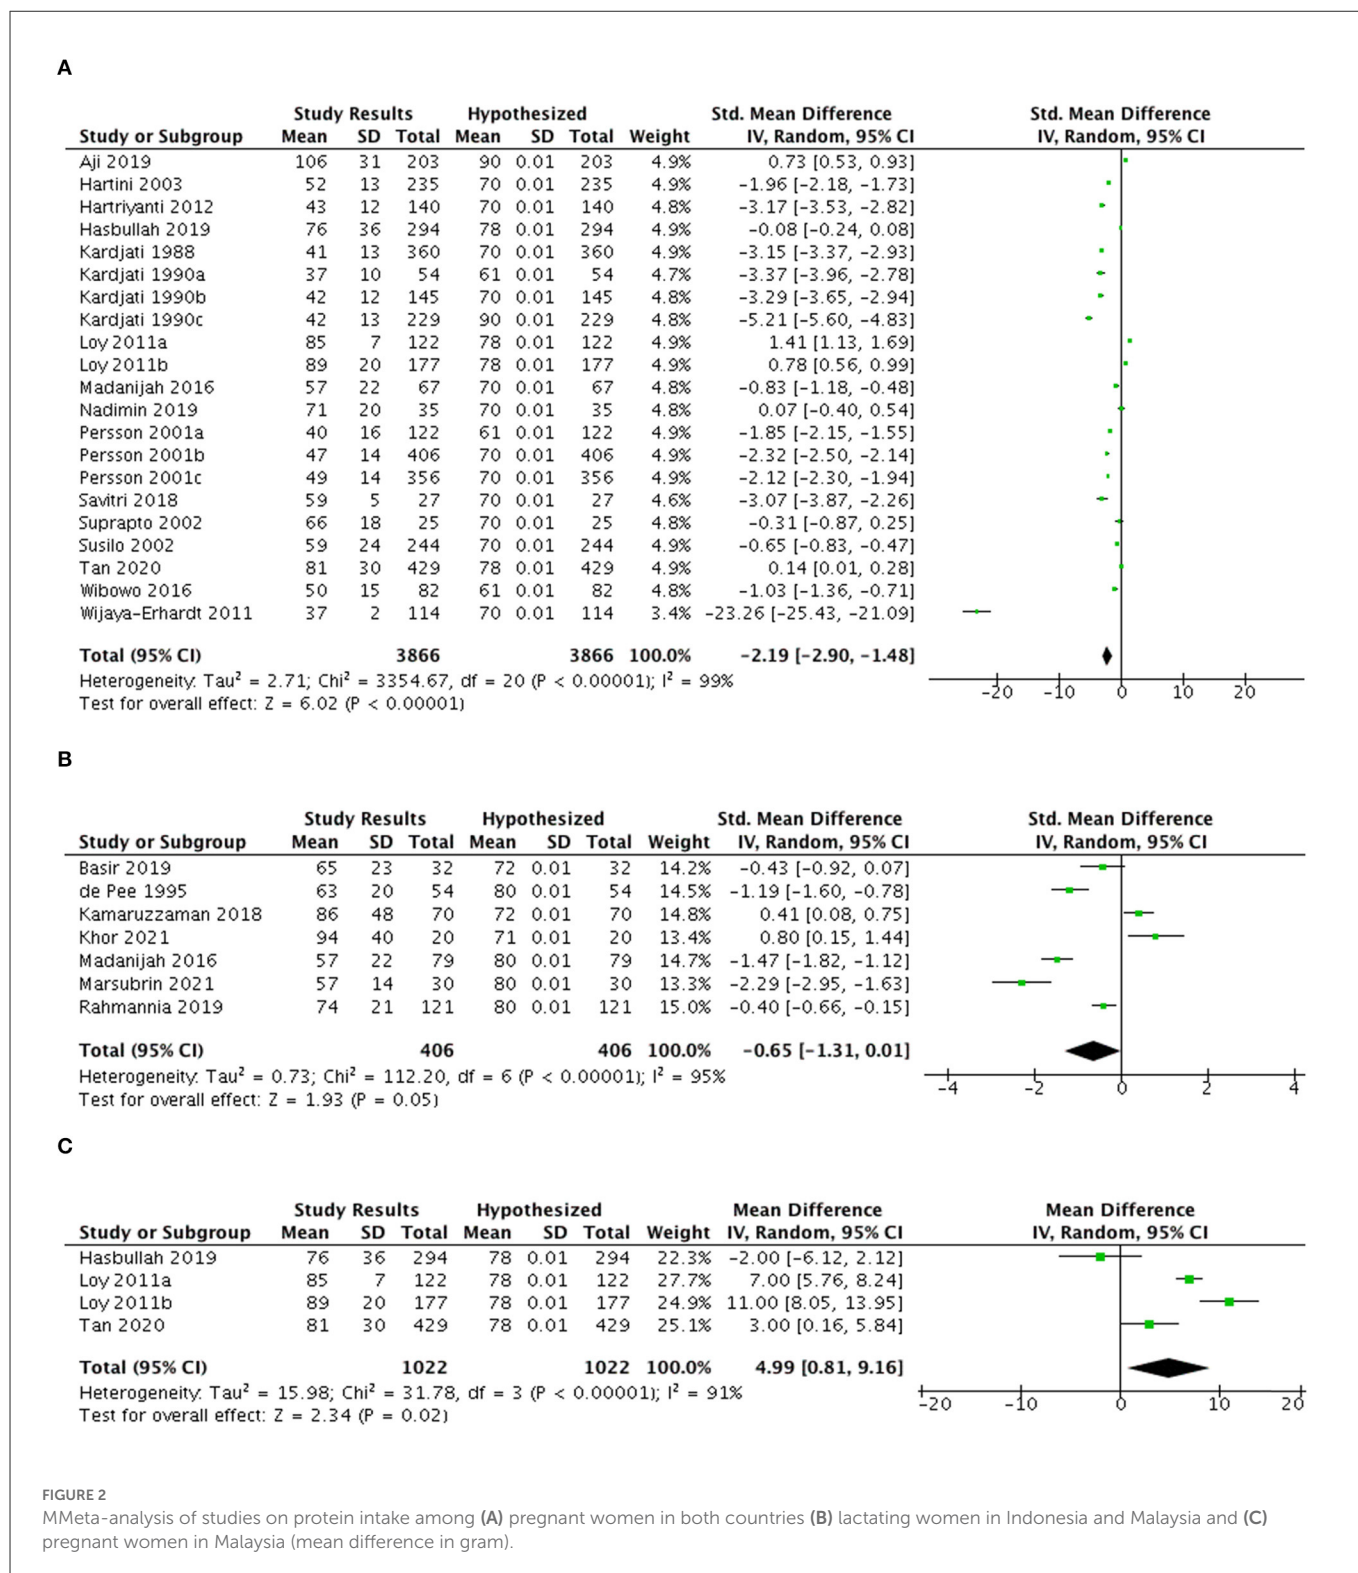 A
Study Results Hypothesized Std. Mean Difference Std. Mean Difference
Study or Subgroup Mean SD Total Mean SD Total Weight IV, Random, 95% CI IV, Random, 95% CI
Aji 2019 106 31 203 90 0.01 203 4.9% 0.73 [0.53, 0.93]
Hartini 2003 52 13 235 70 0.01 235 4.9% −1.96 [−2.18, −1.73]
Hartriyanti 2012 43 12 140 70 0.01 140 4.8% −3.17 [−3.53, −2.82]
Hasbullah 2019 76 36 294 78 0.01 294 4.9% −0.08 [−0.24, 0.08]
Kardjati 1988 41 13 360 70 0.01 360 4.9% −3.15 [−3.37, −2.93]
Kardjati 1990a 37 10 54 61 0.01 54 4.7% −3.37 [−3.96, −2.78]
Kardjati 1990b 42 12 145 70 0.01 145 4.8% −3.29 [−3.65, −2.94]
Kardjati 1990c 42 13 229 90 0.01 229 4.8% −5.21 [−5.60, −4.83]
Loy 2011a 85 7 122 78 0.01 122 4.9% 1.41 [1.13, 1.69]
Loy 2011b 89 20 177 78 0.01 177 4.9% 0.78 [0.56, 0.99]
Madanijah 2016 57 22 67 70 0.01 67 4.8% −0.83 [−1.18, −0.48]
Nadimin 2019 71 20 35 70 0.01 35 4.8% 0.07 [−0.40, 0.54]
Persson 2001a 40 16 122 61 0.01 122 4.9% −1.85 [−2.15, −1.55]
Persson 2001b 47 14 406 70 0.01 406 4.9% −2.32 [−2.50, −2.14]
Persson 2001c 49 14 356 70 0.01 356 4.9% −2.12 [−2.30, −1.94]
Savitri 2018 59 5 27 70 0.01 27 4.6% −3.07 [−3.87, −2.26]
Suprapto 2002 66 18 25 70 0.01 25 4.8% −0.31 [−0.87, 0.25]
Susilo 2002 59 24 244 70 0.01 244 4.9% −0.65 [−0.83, −0.47]
Tan 2020 81 30 429 78 0.01 429 4.9% 0.14 [0.01, 0.28]
Wibowo 2016 50 15 82 61 0.01 82 4.8% −1.03 [−1.36, −0.71]
Wijaya–Erhardt 2011 37 2 114 70 0.01 114 3.4% −23.26 [−25.43, −21.09]
Total (95% CI) 3866 3866 100.0% −2.19 [−2.90, −1.48]
Heterogeneity: Tau² = 2.71; Chi² = 3354.67, df = 20 (P < 0.00001); I² = 99%
Test for overall effect: Z = 6.02 (P < 0.00001)
−20 −10 0 10 20
B
Study Results Hypothesized Std. Mean Difference Std. Mean Difference
Study or Subgroup Mean SD Total Mean SD Total Weight IV, Random, 95% CI IV, Random, 95% CI
Basir 2019 65 23 32 72 0.01 32 14.2% −0.43 [−0.92, 0.07]
de Pee 1995 63 20 54 80 0.01 54 14.5% −1.19 [−1.60, −0.78]
Kamaruzzaman 2018 86 48 70 72 0.01 70 14.8% 0.41 [0.08, 0.75]
Khor 2021 94 40 20 71 0.01 20 13.4% 0.80 [0.15, 1.44]
Madanijah 2016 57 22 79 80 0.01 79 14.7% −1.47 [−1.82, −1.12]
Marsubrin 2021 57 14 30 80 0.01 30 13.3% −2.29 [−2.95, −1.63]
Rahmannia 2019 74 21 121 80 0.01 121 15.0% −0.40 [−0.66, −0.15]
Total (95% CI) 406 406 100.0% −0.65 [−1.31, 0.01]
Heterogeneity: Tau² = 0.73; Chi² = 112.20, df = 6 (P < 0.00001); I² = 95%
Test for overall effect: Z = 1.93 (P = 0.05)
−4 −2 0 2 4
C
Study Results Hypothesized Mean Difference Mean Difference
Study or Subgroup Mean SD Total Mean SD Total Weight IV, Random, 95% CI IV, Random, 95% CI
Hasbullah 2019 76 36 294 78 0.01 294 22.3% −2.00 [−6.12, 2.12]
Loy 2011a 85 7 122 78 0.01 122 27.7% 7.00 [5.76, 8.24]
Loy 2011b 89 20 177 78 0.01 177 24.9% 11.00 [8.05, 13.95]
Tan 2020 81 30 429 78 0.01 429 25.1% 3.00 [0.16, 5.84]
Total (95% CI) 1022 1022 100.0% 4.99 [0.81, 9.16]
Heterogeneity: Tau² = 15.98; Chi² = 31.78, df = 3 (P < 0.00001); I² = 91%
Test for overall effect: Z = 2.34 (P = 0.02)
−20 −10 0 10 20
FIGURE 2
MMeta-analysis of studies on protein intake among (A) pregnant women in both countries (B) lactating women in Indonesia and Malaysia and (C)
pregnant women in Malaysia (mean difference in gram).